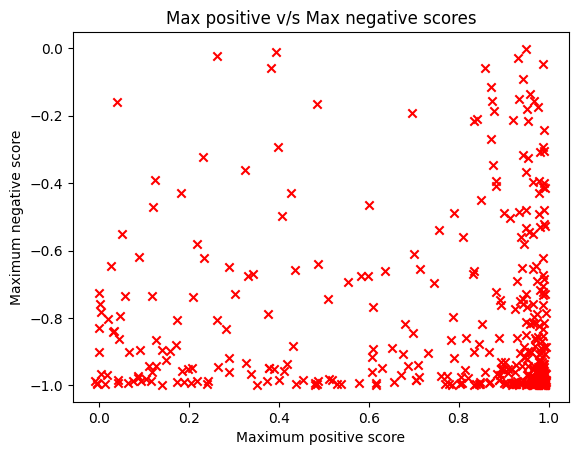 Max positive v/s Max negative scores
0.0
−0.2
−0.4
−0.6
−0.8
−1.0
Maximum negative score
0.0 0.2 0.4 0.6 0.8 1.0
Maximum positive score